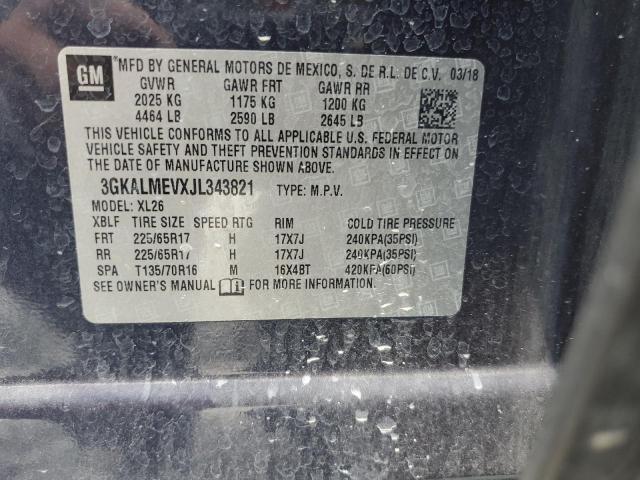 GM MFD BY GENERAL MOTORS DE MEXICO, S. DE R.L. DE C.V. 03/18
GVWR GAWR FRT GAWR RR
2025 KG 1175 KG 1200 KG
4464 LB 2590 LB 2645 LB
THIS VEHICLE CONFORMS TO ALL APPLICABLE U.S. FEDERAL MOTOR
VEHICLE SAFETY AND THEFT PREVENTION STANDARDS IN EFFECT ON
THE DATE OF MANUFACTURE SHOWN ABOVE.
3GKALMEVXJL343821 TYPE: M.P.V.
MODEL: XL26
XBLF TIRE SIZE SPEED RTG RIM COLD TIRE PRESSURE
FRT 225/65R17 H 17X7J 240KPA(35PSI)
RR 225/65R17 H 17X7J 240KPA(35PSI)
SPA T135/70R16 M 16X4BT 420KPA(60PSI)
SEE OWNER'S MANUAL FOR MORE INFORMATION.